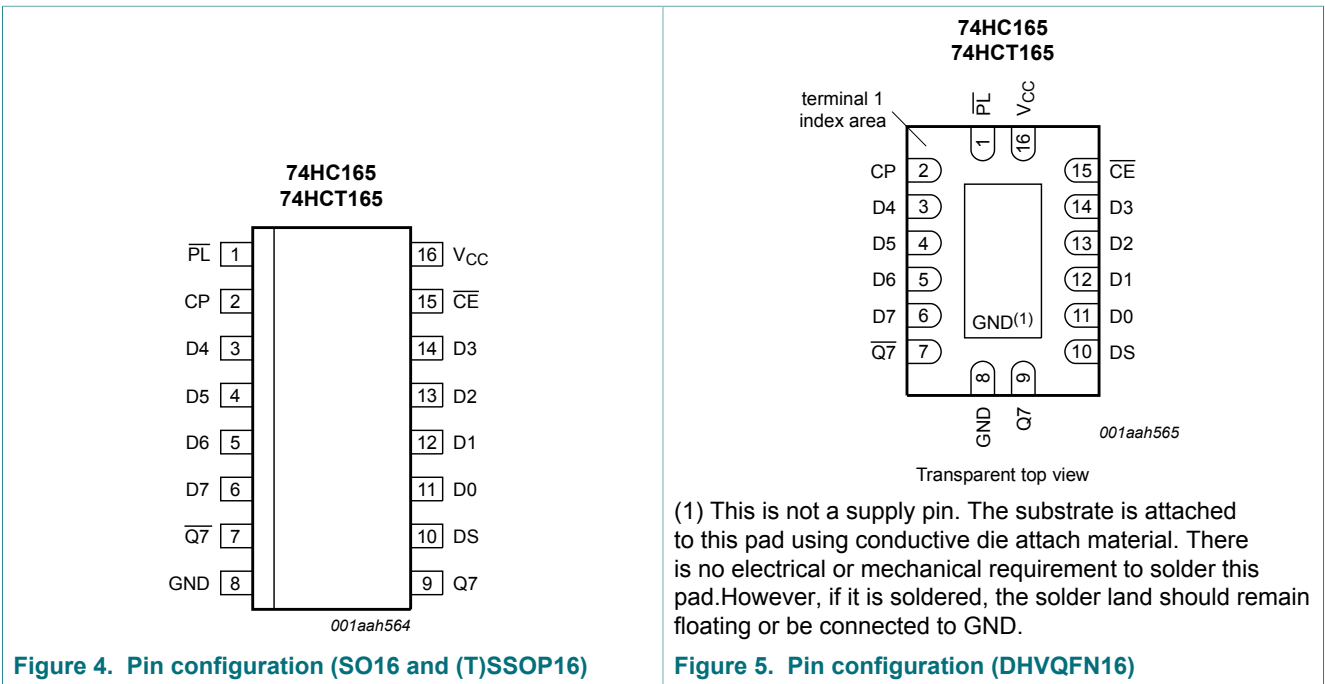 74HC165
74HCT165
P̅L̅ 1
16 VCC
CP 2
15 C̅E̅
D4 3
14 D3
D5 4
13 D2
D6 5
12 D1
D7 6
11 D0
Q̅7̅ 7
10 DS
GND 8
9 Q7
001aah564
Figure 4. Pin configuration (SO16 and (T)SSOP16)
74HC165
74HCT165
terminal 1
index area
P̅L̅
VCC
1
16
CP 2
15 C̅E̅
D4 3
14 D3
D5 4
13 D2
D6 5
12 D1
D7 6
11 D0
GND(1)
Q̅7̅ 7
10 DS
8
9
GND
Q7
001aah565
Transparent top view
(1) This is not a supply pin. The substrate is attached
to this pad using conductive die attach material. There
is no electrical or mechanical requirement to solder this
pad.However, if it is soldered, the solder land should remain
floating or be connected to GND.
Figure 5. Pin configuration (DHVQFN16)